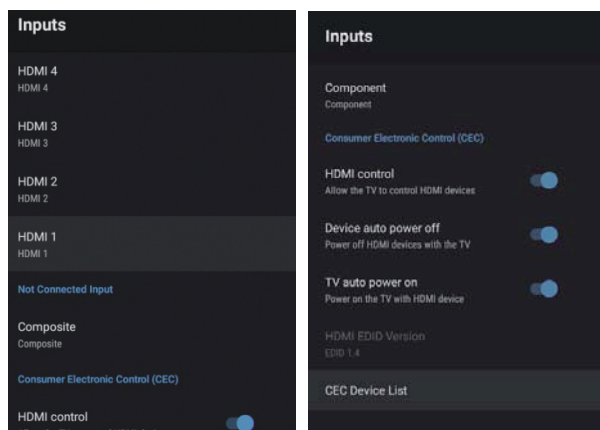 Inputs
HDMI 4
HDMI 4
HDMI 3
HDMI 3
HDMI 2
HDMI 2
HDMI 1
HDMI 1
Not Connected Input
Composite
Composite
Consumer Electronic Control (CEC)
HDMI control
Inputs
Component
Component
Consumer Electronic Control (CEC)
HDMI control
Allow the TV to control HDMI devices
Device auto power off
Power off HDMI devices with the TV
TV auto power on
Power on the TV with HDMI device
HDMI EDID Version
EDID 1.4
CEC Device List